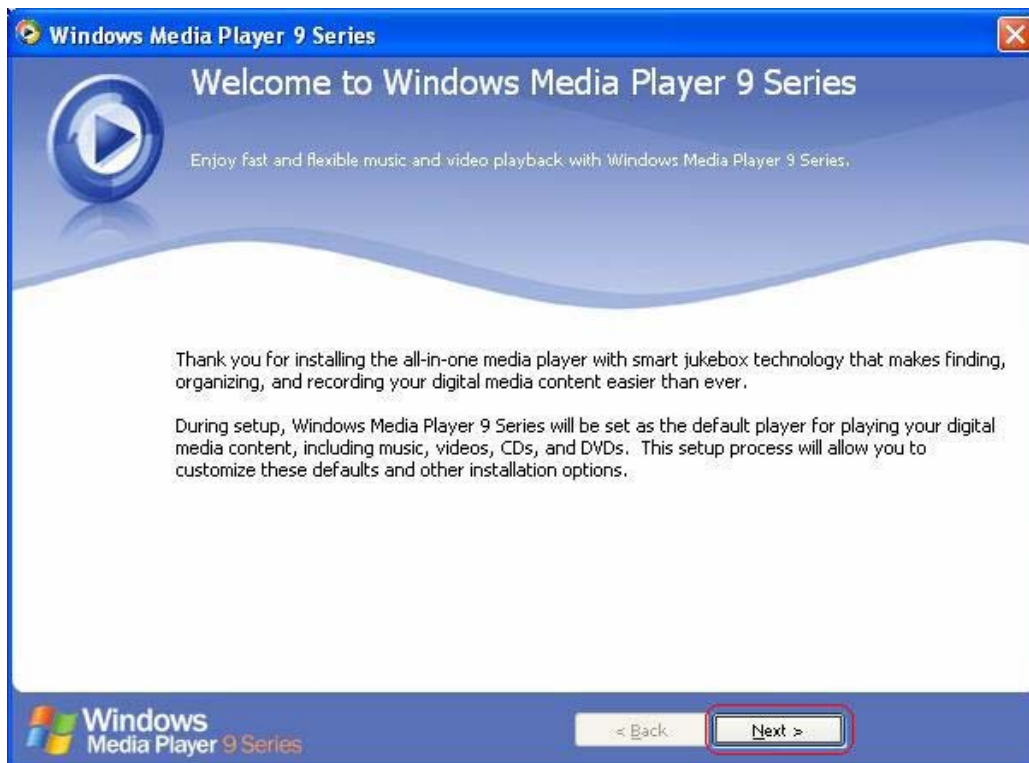 Windows Media Player 9 Series
Welcome to Windows Media Player 9 Series
Enjoy fast and flexible music and video playback with Windows Media Player 9 Series.
Thank you for installing the all-in-one media player with smart jukebox technology that makes finding,
organizing, and recording your digital media content easier than ever.
During setup, Windows Media Player 9 Series will be set as the default player for playing your digital
media content, including music, videos, CDs, and DVDs. This setup process will allow you to
customize these defaults and other installation options.
Windows
Media Player 9 Series
< Back
Next >